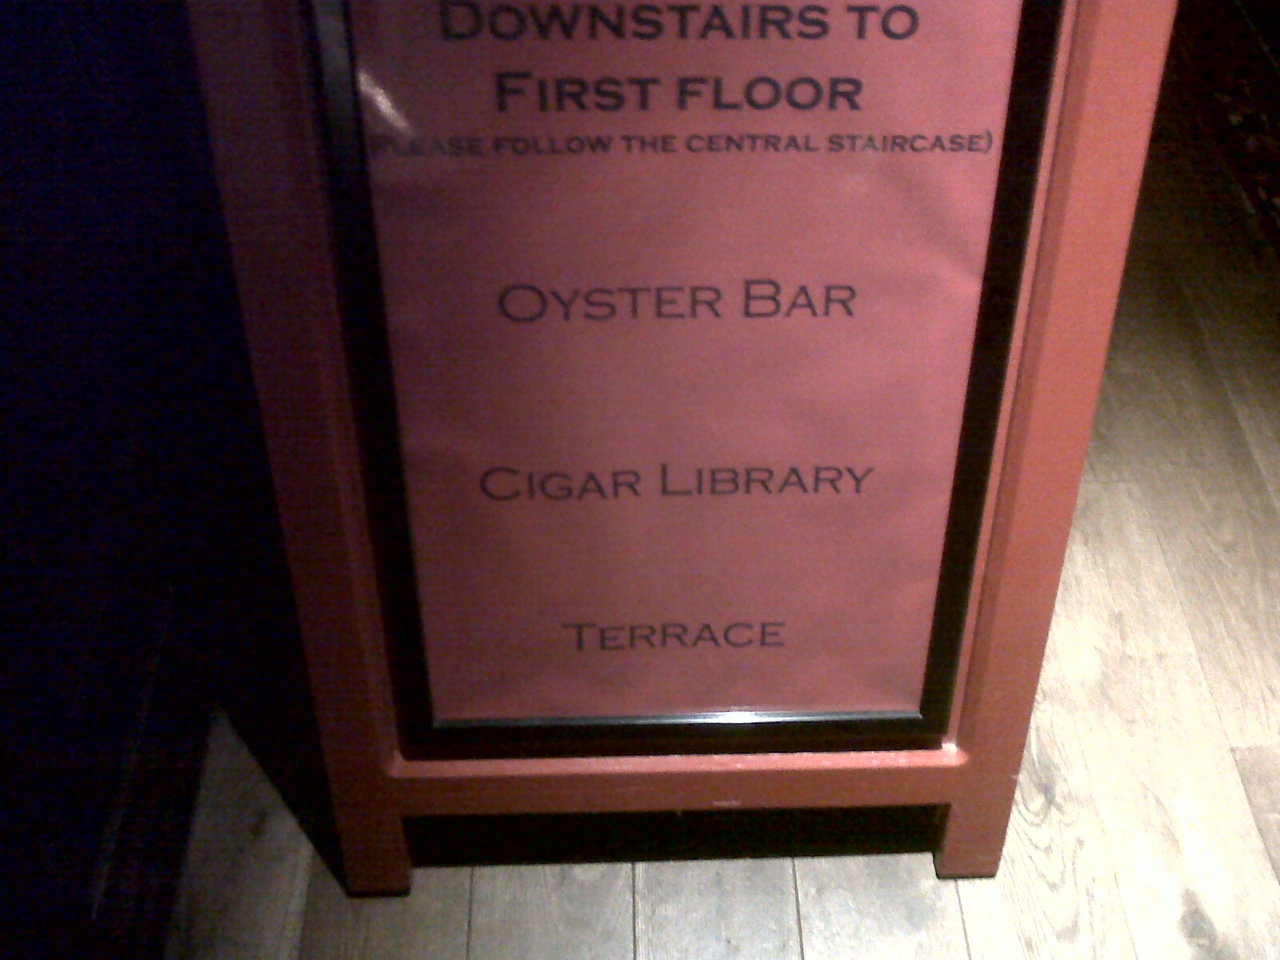 DOWNSTAIRS TO
FIRST FLOOR
(PLEASE FOLLOW THE CENTRAL STAIRCASE)
OYSTER BAR
CIGAR LIBRARY
TERRACE